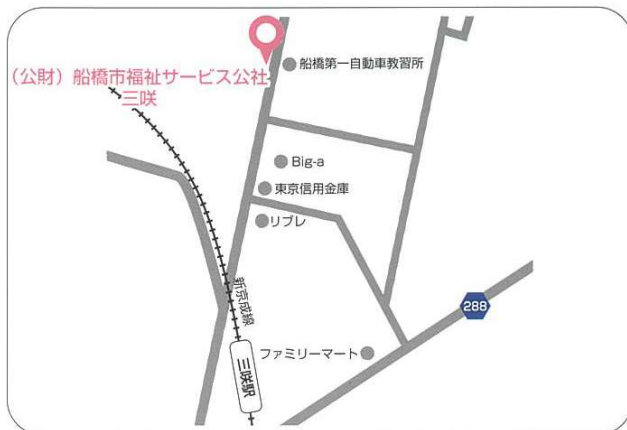 (公財)船橋市福祉サービス公社
三咲
船橋第一自動車教習所
Big-a
東京信用金庫
リブレ
新京成線
288
ファミリーマート
三咲駅